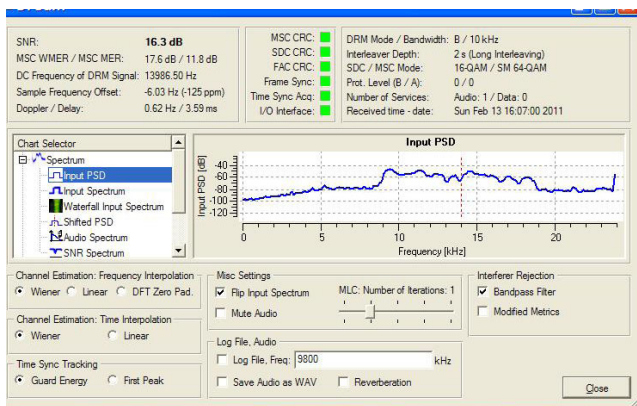 SNR: 16.3 dB
MSC WMER / MSC MER: 17.6 dB / 11.8 dB
DC Frequency of DRM Signal: 13986.50 Hz
Sample Frequency Offset: -6.03 Hz (-125 ppm)
Doppler / Delay: 0.62 Hz / 3.59 ms
MSC CRC:
SDC CRC:
FAC CRC:
Frame Sync:
Time Sync Acq:
I/O Interface:
DRM Mode / Bandwidth: B / 10 kHz
Interleaver Depth: 2 s (Long Interleaving)
SDC / MSC Mode: 16-QAM / SM 64-QAM
Prot. Level (B / A): 0 / 0
Number of Services: Audio: 1 / Data: 0
Received time - date: Sun Feb 13 16:07:00 2011
Chart Selector
Spectrum
Input PSD
Input Spectrum
Waterfall Input Spectrum
Shifted PSD
Audio Spectrum
SNR Spectrum
Input PSD
Input PSD [dB]
-40
-60
-80
-100
-120
0 5 10 15 20
Frequency [kHz]
Channel Estimation: Frequency Interpolation
Wiener Linear DFT Zero Pad.
Channel Estimation: Time Interpolation
Wiener Linear
Time Sync Tracking
Guard Energy First Peak
Misc Settings
Flip Input Spectrum
Mute Audio
MLC: Number of Iterations: 1
Log File, Audio
Log File, Freq: 9800 kHz
Save Audio as WAV Reverberation
Interferer Rejection
Bandpass Filter
Modified Metrics
Close